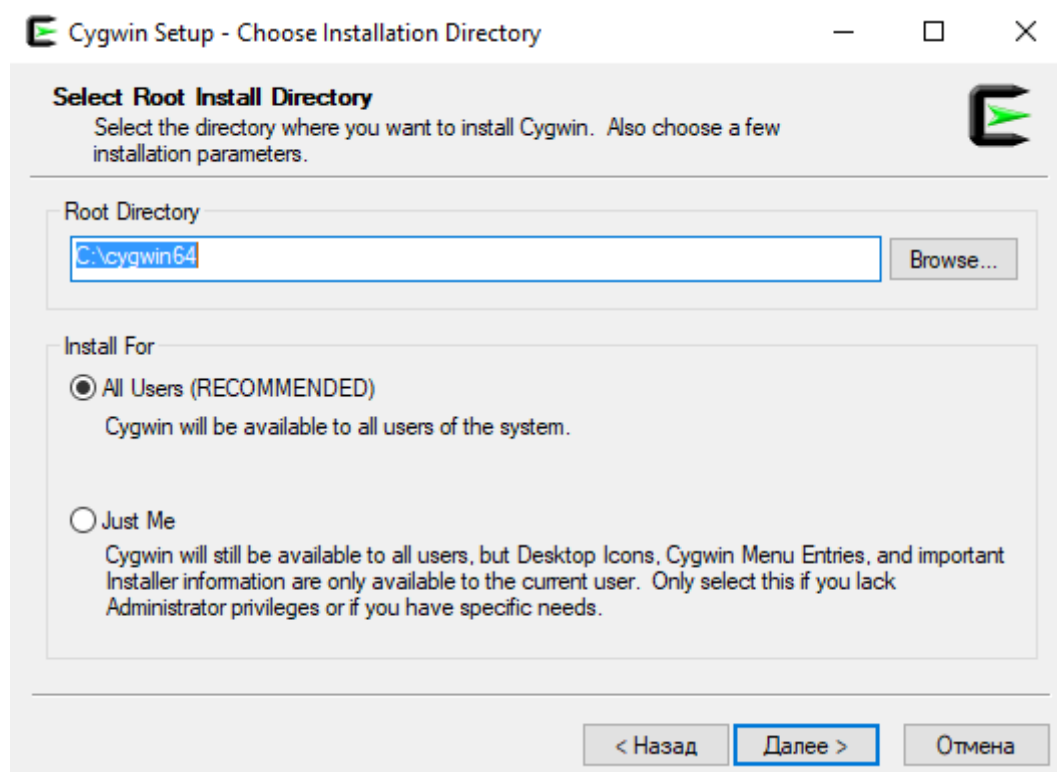 Cygwin Setup - Choose Installation Directory
Select Root Install Directory
Select the directory where you want to install Cygwin. Also choose a few
installation parameters.
Root Directory
C:\cygwin64
Browse...
Install For
All Users (RECOMMENDED)
Cygwin will be available to all users of the system.
Just Me
Cygwin will still be available to all users, but Desktop Icons, Cygwin Menu Entries, and important
Installer information are only available to the current user. Only select this if you lack
Administrator privileges or if you have specific needs.
< Назад
Далее >
Отмена